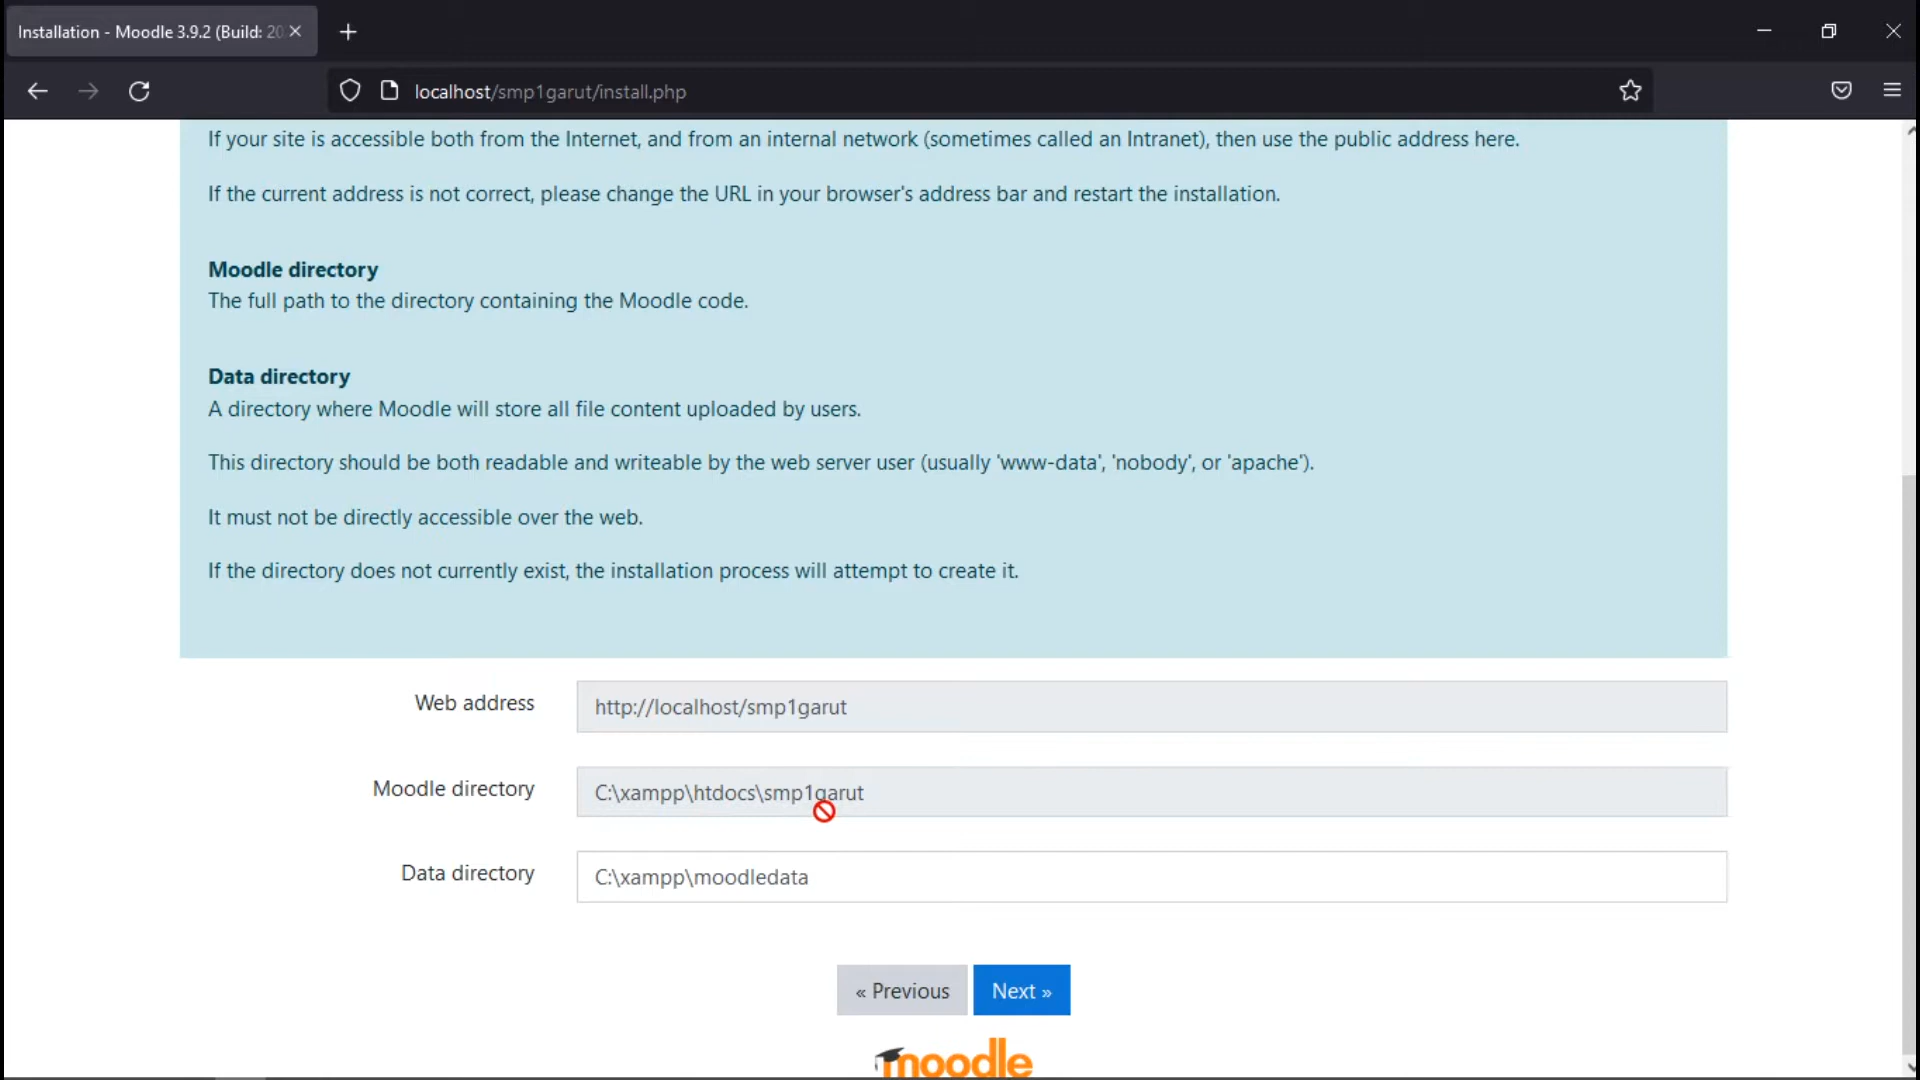 Installation - Moodle 3.9.2 (Build: 20
localhost/smp1garut/install.php
If your site is accessible both from the Internet, and from an internal network (sometimes called an Intranet), then use the public address here.
If the current address is not correct, please change the URL in your browser's address bar and restart the installation.
Moodle directory
The full path to the directory containing the Moodle code.
Data directory
A directory where Moodle will store all file content uploaded by users.
This directory should be both readable and writeable by the web server user (usually 'www-data', 'nobody', or 'apache').
It must not be directly accessible over the web.
If the directory does not currently exist, the installation process will attempt to create it.
Web address http://localhost/smp1garut
Moodle directory C:\xampp\htdocs\smp1garut
Data directory C:\xampp\moodledata
« Previous Next »
moodle